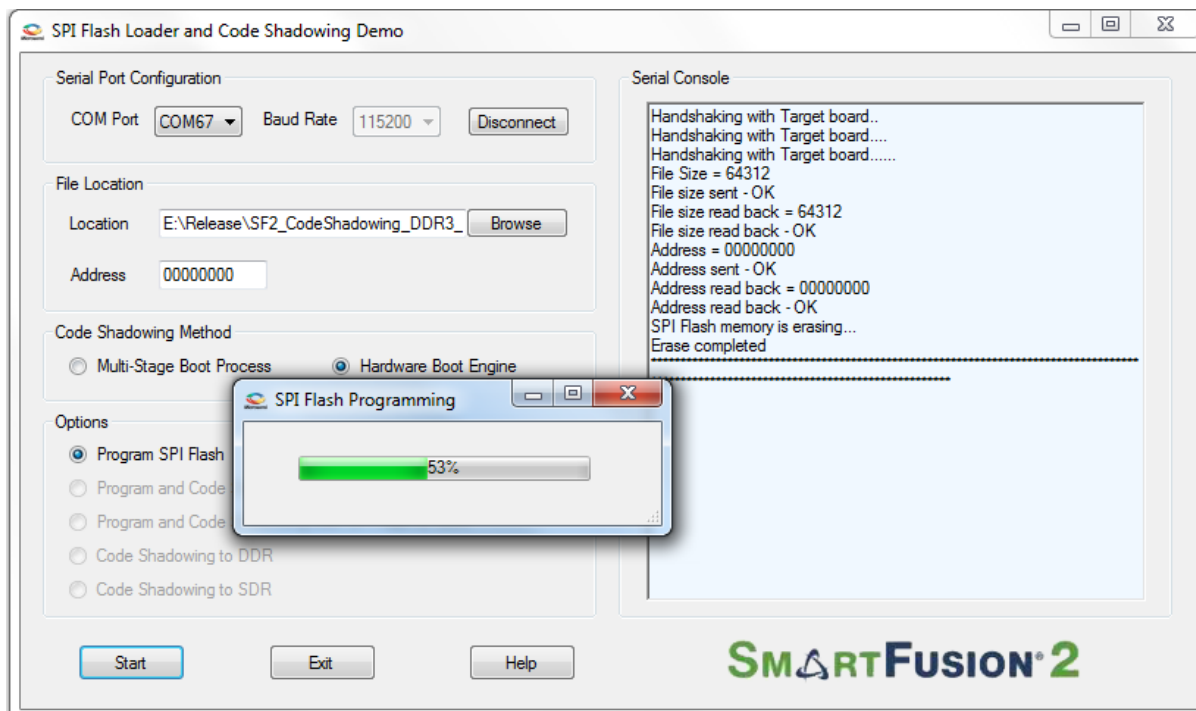 SPI Flash Loader and Code Shadowing Demo
Serial Port Configuration
COM Port COM67 Baud Rate 115200 Disconnect
File Location
Location E:\Release\SF2_CodeShadowing_DDR3_ Browse
Address 00000000
Code Shadowing Method
Multi-Stage Boot Process Hardware Boot Engine
Options
Program SPI Flash
Program and Code
Program and Code
Code Shadowing to DDR
Code Shadowing to SDR
Start Exit Help
SPI Flash Programming
53%
Serial Console
Handshaking with Target board..
Handshaking with Target board....
Handshaking with Target board......
File Size = 64312
File size sent - OK
File size read back = 64312
File size read back - OK
Address = 00000000
Address sent - OK
Address read back = 00000000
Address read back - OK
SPI Flash memory is erasing...
Erase completed
SMARTFUSION® 2